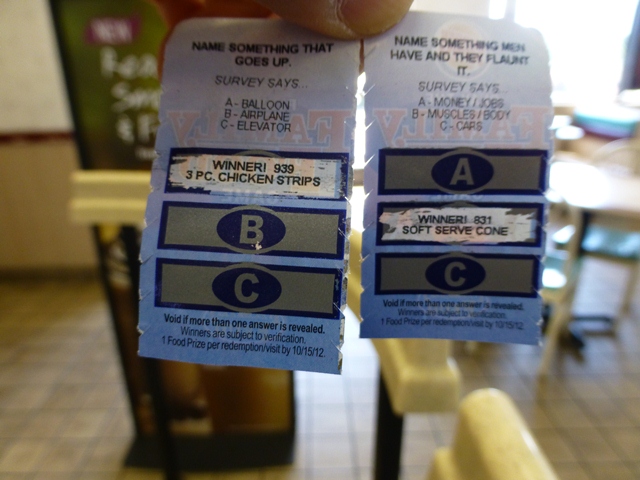 NAME SOMETHING THAT
GOES UP.
SURVEY SAYS...
A - BALLOON
B - AIRPLANE
C - ELEVATOR
WINNER! 939
3 PC. CHICKEN STRIPS
B
C
Void if more than one answer is revealed.
Winners are subject to verification.
1 Food Prize per redemption/visit by 10/15/12.
NAME SOMETHING MEN
HAVE AND THEY FLAUNT
IT.
SURVEY SAYS...
A - MONEY / JOBS
B - MUSCLES / BODY
C - CARS
A
WINNER! 831
SOFT SERVE CONE
C
Void if more than one answer is revealed.
Winners are subject to verification.
1 Food Prize per redemption/visit by 10/15/12.
NEW